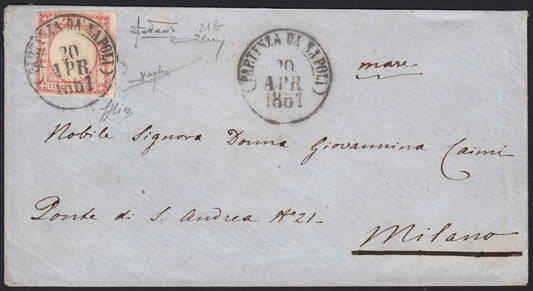 (PARTENZA DA NAPOLI)
20
APR
1861
21G
(PARTENZA DA NAPOLI)
20
APR
1861
mare
Nobile Signora Donna Giovannina Caimi
Ponte di S. Andrea N° 21-
Milano